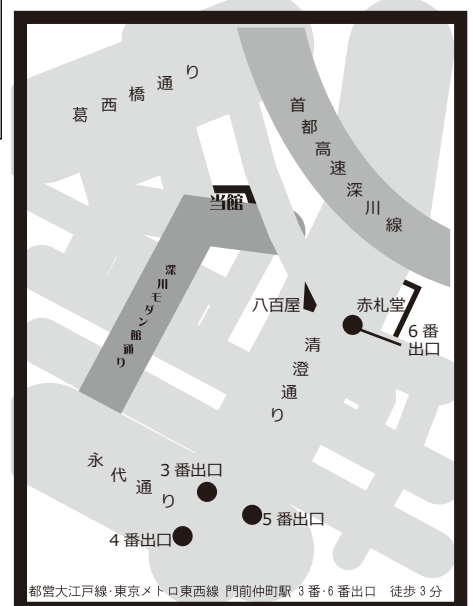 葛西橋通り
首都高速深川線
当館
深川モダン館通り
八百屋
赤札堂
6番
出口
清澄通り
永代通り
3番出口
5番出口
4番出口
都営大江戸線･東京メトロ東西線 門前仲町駅 3番･6番出口　徒歩3分